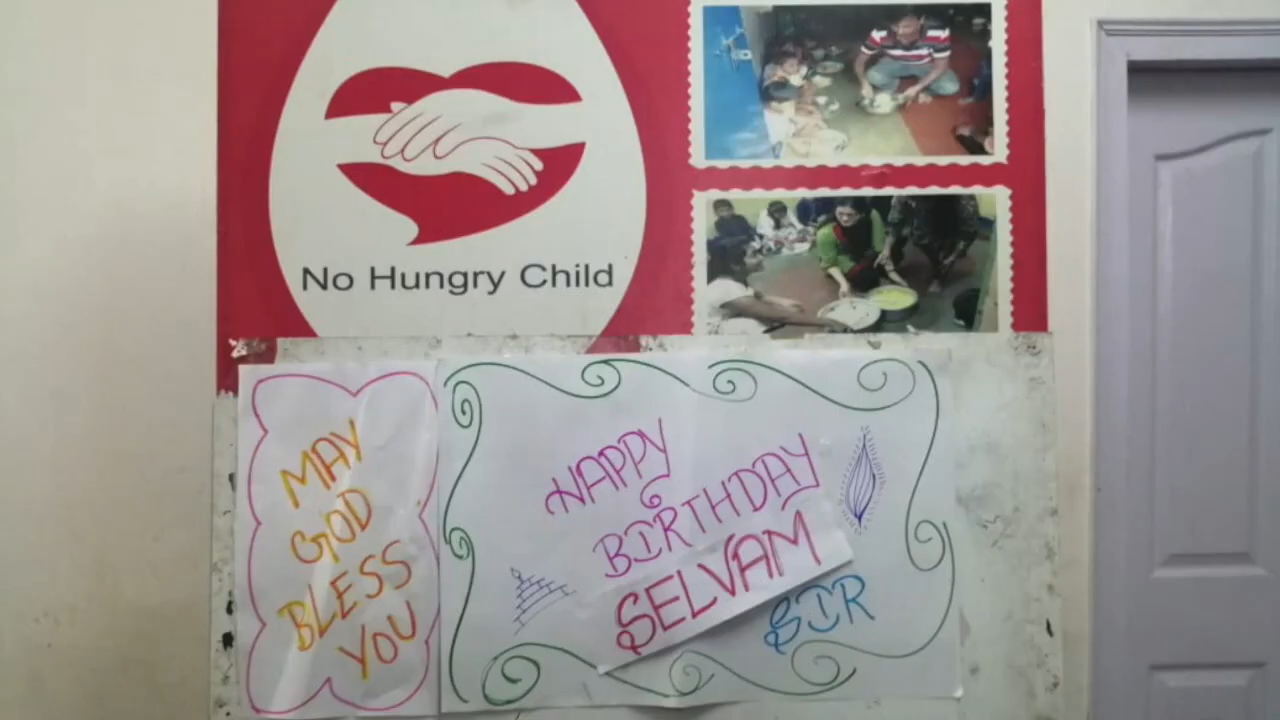 No Hungry Child
MAY
GOD
BLESS
YOU
HAPPY
BIRTHDAY
SELVAM
SIR